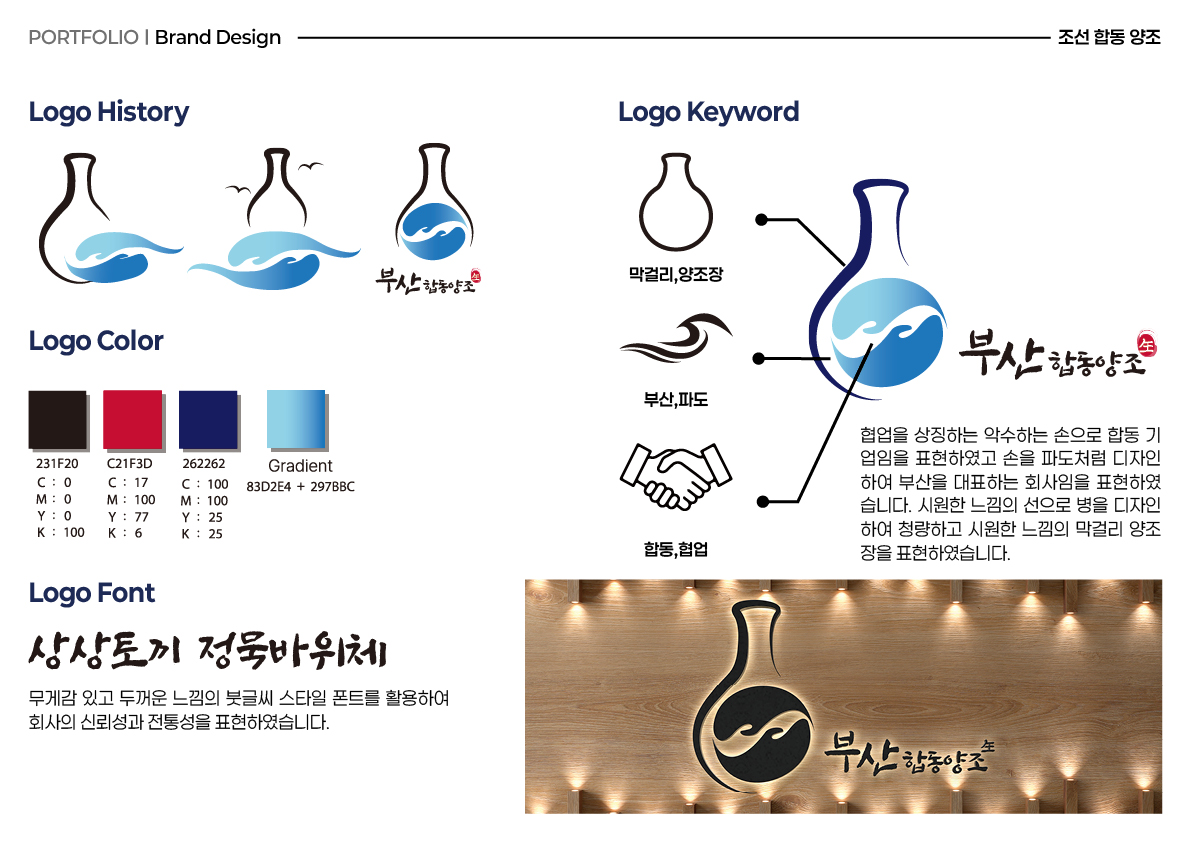 PORTFOLIO | Brand Design
조선 합동 양조
Logo History
부산 합동양조
Logo Color
231F20
C : 0
M : 0
Y : 0
K : 100
C21F3D
C : 17
M : 100
Y : 77
K : 6
262262
C : 100
M : 100
Y : 25
K : 25
Gradient
83D2E4 + 297BBC
Logo Font
상상토끼 정묵바위체
무게감 있고 두꺼운 느낌의 붓글씨 스타일 폰트를 활용하여
회사의 신뢰성과 전통성을 표현하였습니다.
Logo Keyword
막걸리,양조장
부산,파도
합동,협업
부산 합동양조
협업을 상징하는 악수하는 손으로 합동 기
업임을 표현하였고 손을 파도처럼 디자인
하여 부산을 대표하는 회사임을 표현하였
습니다. 시원한 느낌의 선으로 병을 디자인
하여 청량하고 시원한 느낌의 막걸리 양조
장을 표현하였습니다.
부산 합동양조